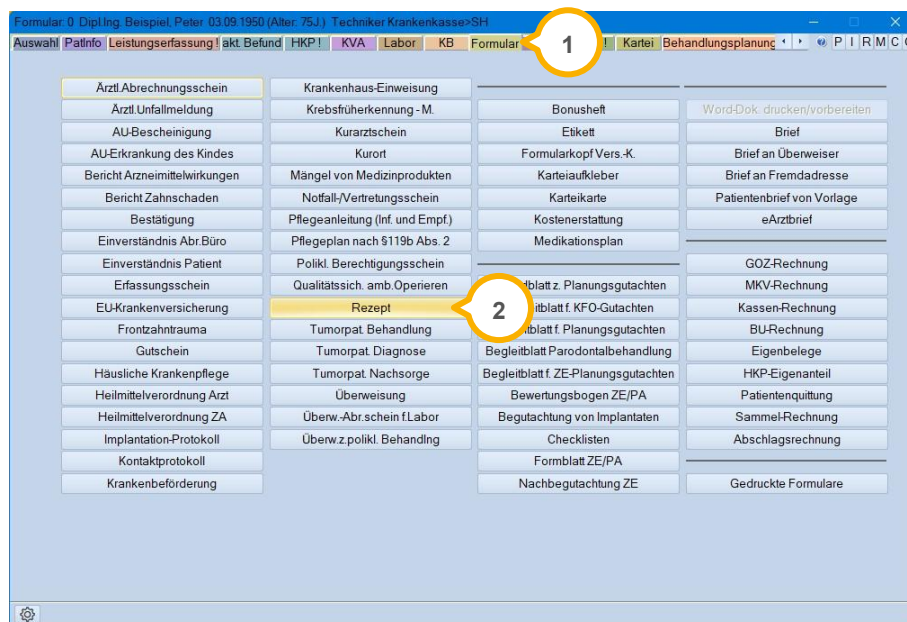 Formular: 0 Dipl.Ing. Beispiel, Peter 03.09.1950 (Alter: 75J.) Techniker Krankenkasse>SH
Auswahl PatInfo Leistungserfassung! akt. Befund HKP! KVA Labor KB Formular ! Kartei Behandlungsplanung P I R M C
1
Ärztl.Abrechnungsschein
Ärztl.Unfallmeldung
AU-Bescheinigung
AU-Erkrankung des Kindes
Bericht Arzneimittelwirkungen
Bericht Zahnschaden
Bestätigung
Einverständnis Abr.Büro
Einverständnis Patient
Erfassungsschein
EU-Krankenversicherung
Frontzahntrauma
Gutschein
Häusliche Krankenpflege
Heilmittelverordnung Arzt
Heilmittelverordnung ZA
Implantation-Protokoll
Kontaktprotokoll
Krankenbeförderung
Krankenhaus-Einweisung
Krebsfrüherkennung - M.
Kurarztschein
Kurort
Mängel von Medizinprodukten
Notfall-/Vertretungsschein
Pflegeanleitung (Inf. und Empf.)
Pflegeplan nach §119b Abs. 2
Polikl. Berechtigungsschein
Qualitätssich. amb.Operieren
Rezept
2
Tumorpat. Behandlung
Tumorpat. Diagnose
Tumorpat. Nachsorge
Überweisung
Überw.-Abr.schein f.Labor
Überw.z.polikl. Behandlng
Bonusheft
Etikett
Formularkopf Vers.-K.
Karteiaufkleber
Karteikarte
Kostenerstattung
Medikationsplan
z. Planungsgutachten
f. KFO-Gutachten
f. Planungsgutachten
Begleitblatt Parodontalbehandlung
Begleitblatt f. ZE-Planungsgutachten
Bewertungsbogen ZE/PA
Begutachtung von Implantaten
Checklisten
Formblatt ZE/PA
Nachbegutachtung ZE
Word-Dok. drucken/vorbereiten
Brief
Brief an Überweiser
Brief an Fremdadresse
Patientenbrief von Vorlage
eArztbrief
GOZ-Rechnung
MKV-Rechnung
Kassen-Rechnung
BU-Rechnung
Eigenbelege
HKP-Eigenanteil
Patientenquittung
Sammel-Rechnung
Abschlagsrechnung
Gedruckte Formulare